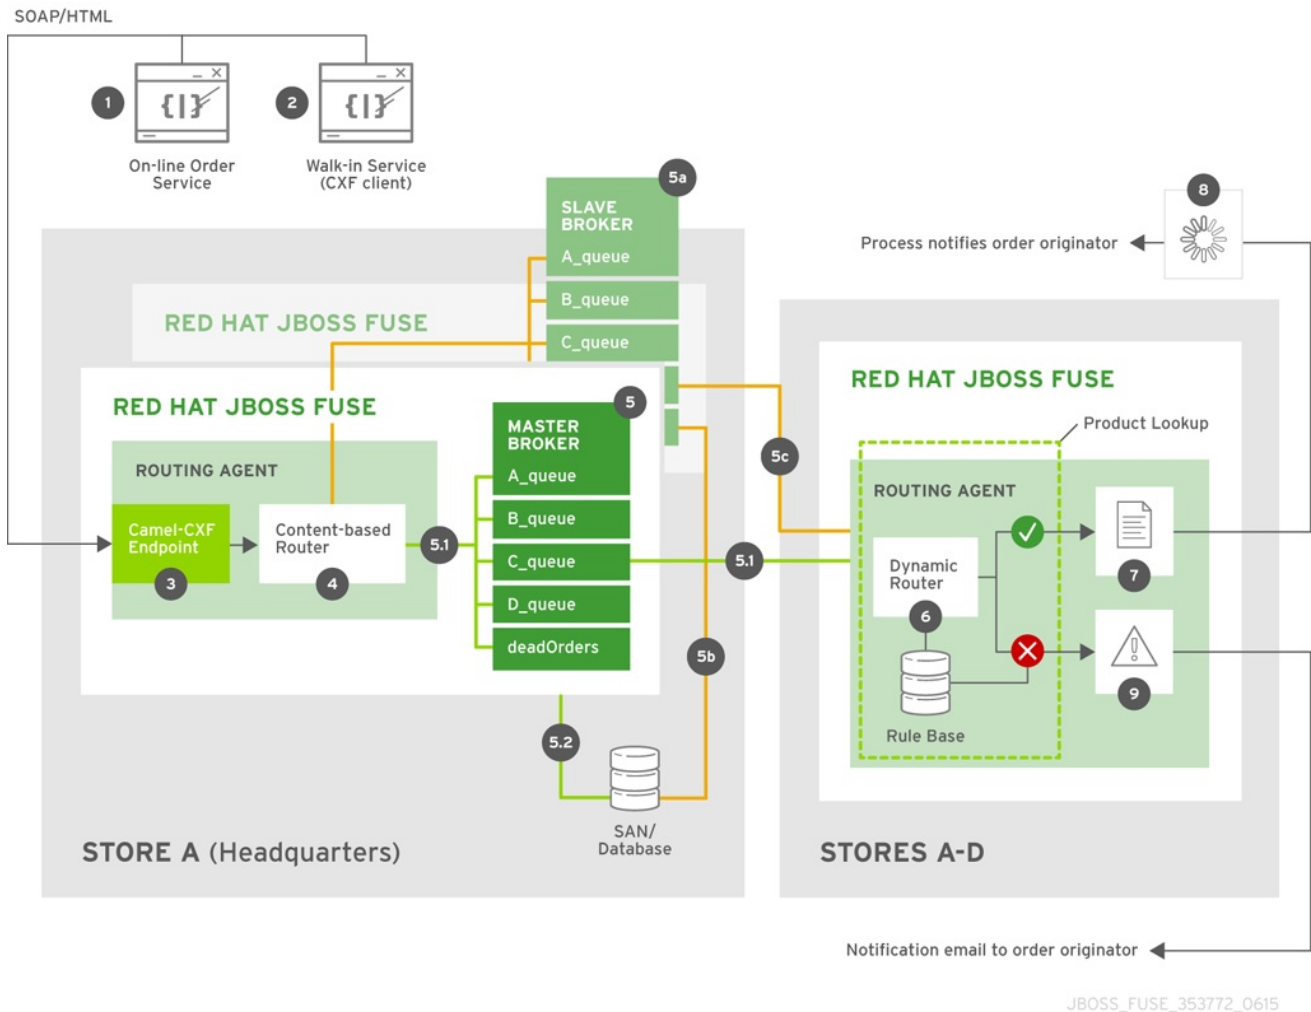 SOAP/HTML
1
2
On-line Order
Service
Walk-in Service
(CXF client)
5a
SLAVE
BROKER
A_queue
B_queue
C_queue
RED HAT JBOSS FUSE
RED HAT JBOSS FUSE
5
MASTER
BROKER
A_queue
B_queue
C_queue
D_queue
deadOrders
ROUTING AGENT
Camel-CXF
Endpoint
3
Content-based
Router
4
5.1
5.1
5c
5b
5.2
SAN/
Database
STORE A (Headquarters)
8
Process notifies order originator
RED HAT JBOSS FUSE
Product Lookup
ROUTING AGENT
Dynamic
Router
6
Rule Base
7
9
STORES A-D
Notification email to order originator
JBOSS_FUSE_353772_0615